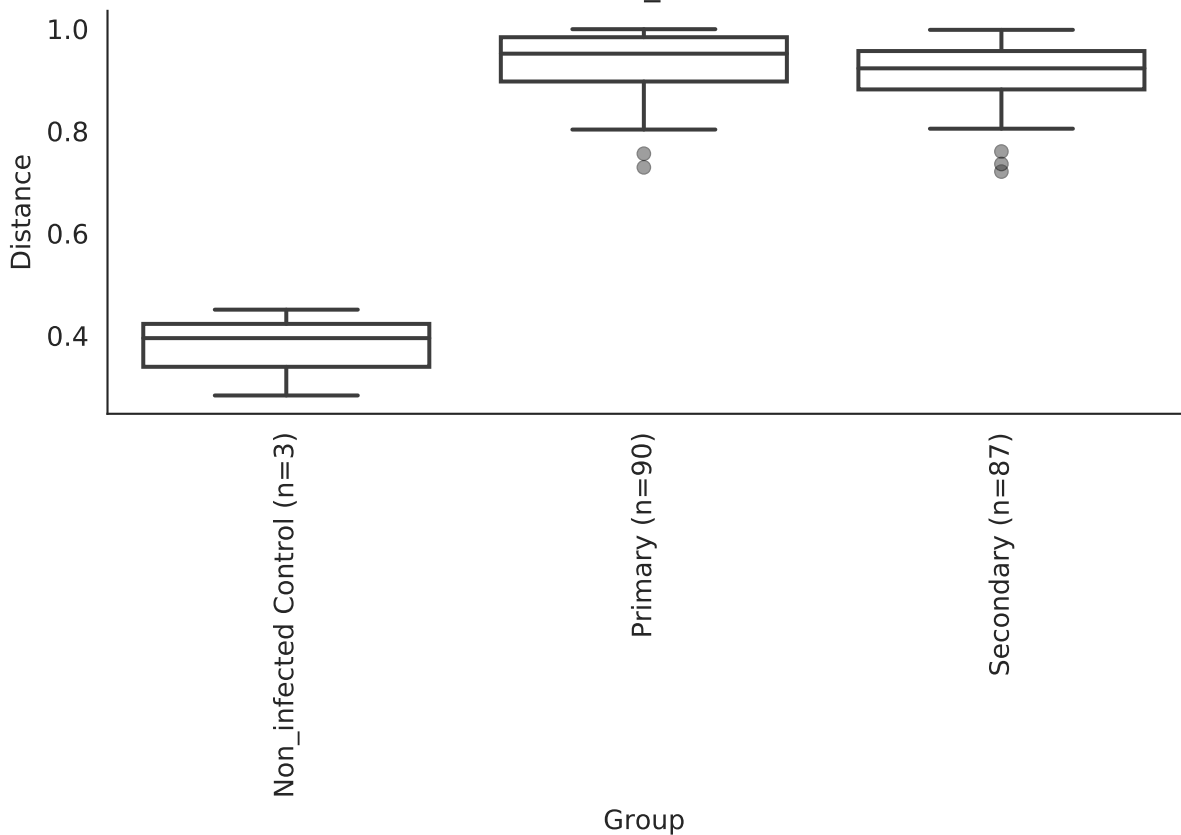 1.0
0.8
0.6
0.4
Distance
Non_infected Control (n=3)
Primary (n=90)
Secondary (n=87)
Group